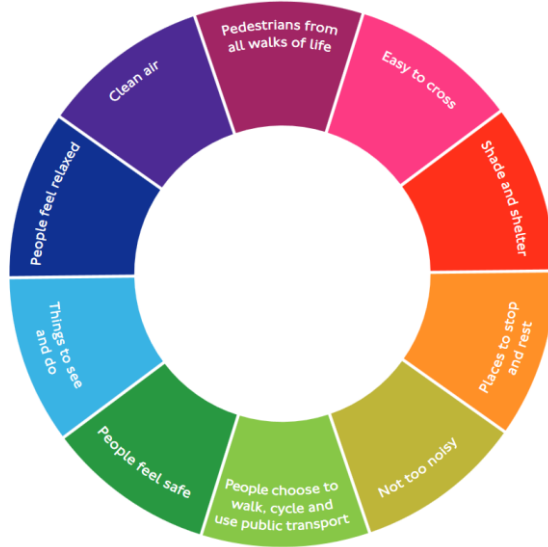 Pedestrians from
all walks of life
Easy to cross
Shade and shelter
Places to stop
and rest
Not too noisy
People choose to
walk, cycle and
use public transport
People feel safe
Things to see
and do
People feel relaxed
Clean air